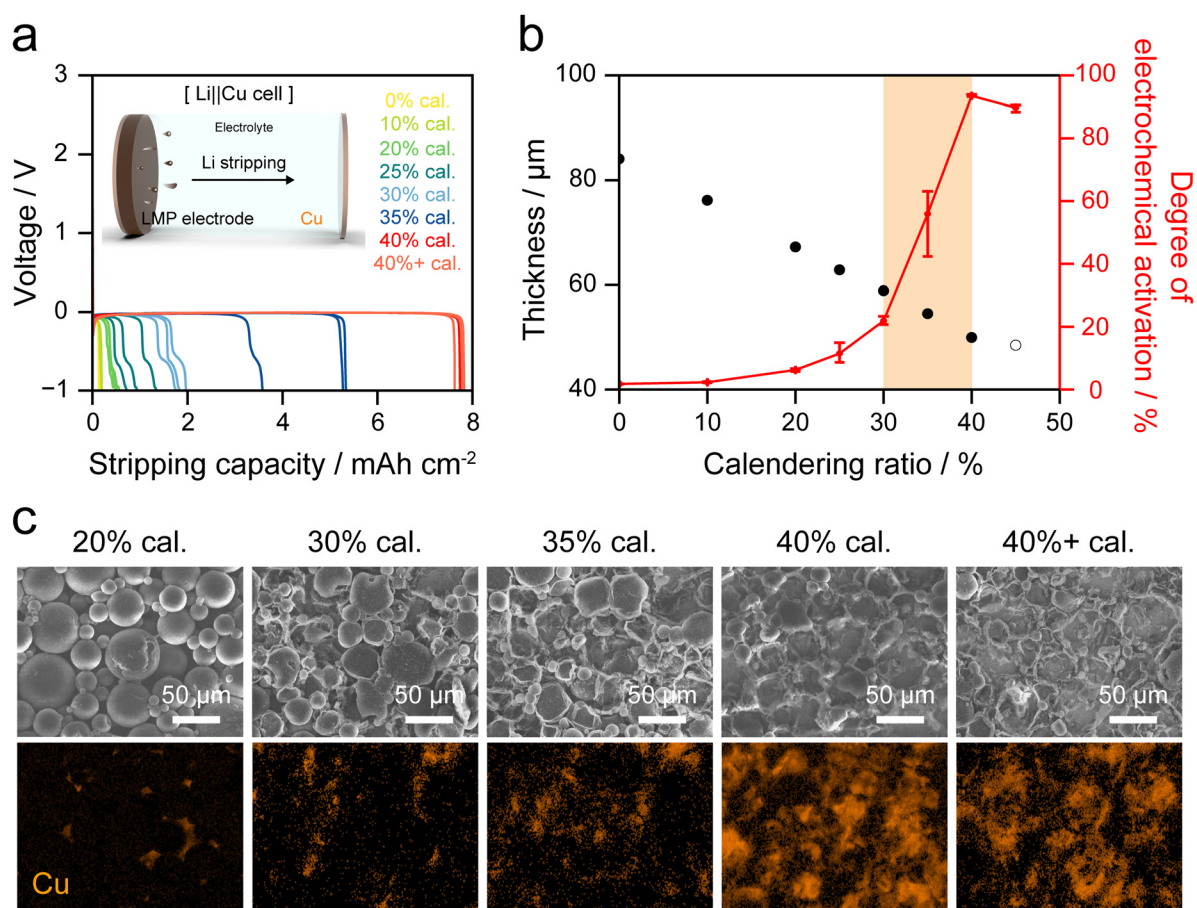 a
3
2
1
0
−1
Voltage / V
[ Li||Cu cell ]
Electrolyte
Li stripping
LMP electrode
Cu
0% cal.
10% cal.
20% cal.
25% cal.
30% cal.
35% cal.
40% cal.
40%+ cal.
0 2 4 6 8
Stripping capacity / mAh cm-2
b
100
80
60
40
Thickness / μm
100
80
60
40
20
0
Degree of
electrochemical activation / %
0 10 20 30 40 50
Calendering ratio / %
c
20% cal. 30% cal. 35% cal. 40% cal. 40%+ cal.
50 μm 50 μm 50 μm 50 μm 50 μm
Cu